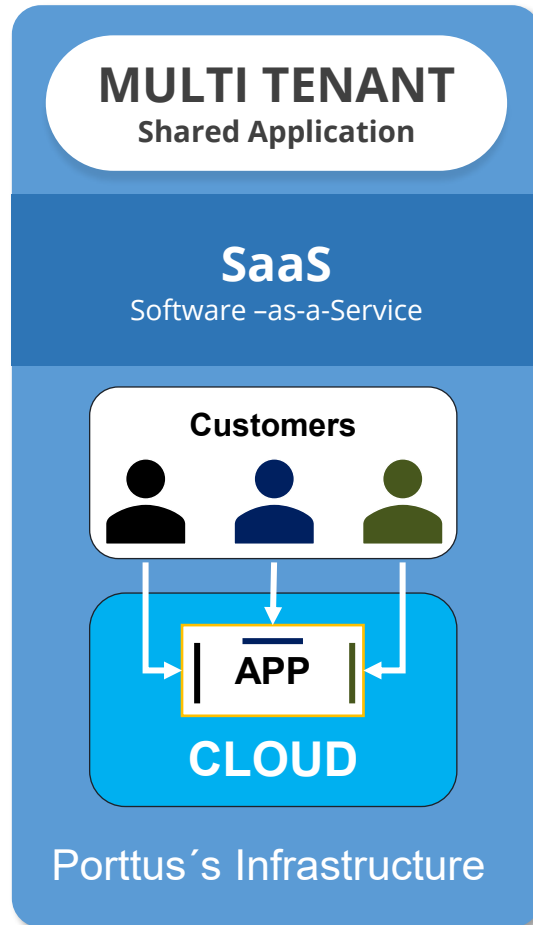 MULTI TENANT
Shared Application
SaaS
Software –as-a-Service
Customers
APP
CLOUD
Porttus´s Infrastructure